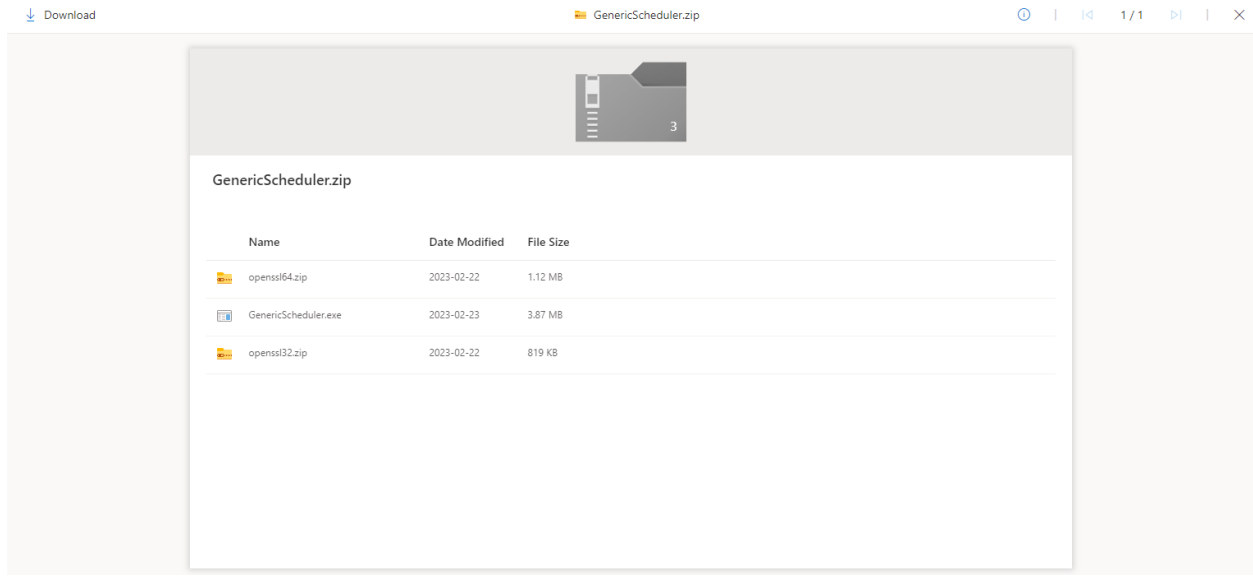 Download GenericScheduler.zip 1 / 1
3
GenericScheduler.zip
Name Date Modified File Size
openssl64.zip 2023-02-22 1.12 MB
GenericScheduler.exe 2023-02-23 3.87 MB
openssl32.zip 2023-02-22 819 KB